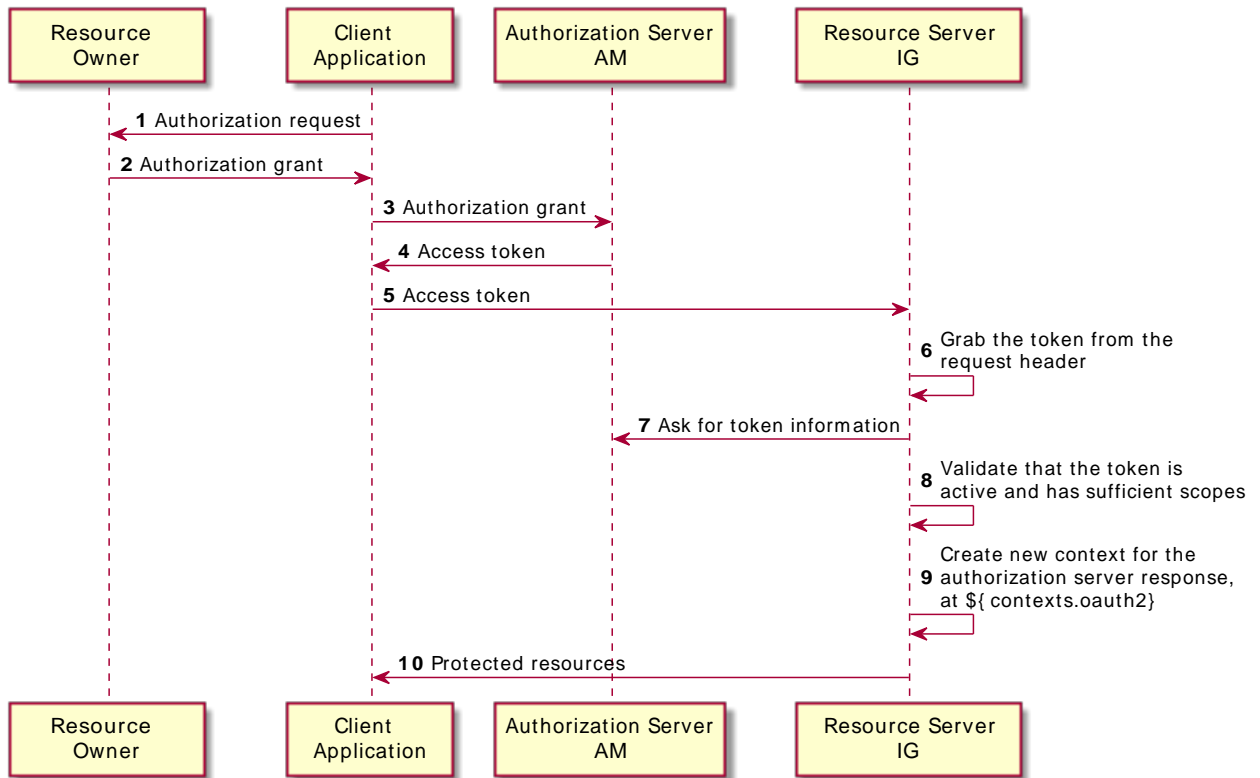 Resource
Owner
Client
Application
Authorization Server
AM
Resource Server
IG
1 Authorization request
2 Authorization grant
3 Authorization grant
4 Access token
5 Access token
6 Grab the token from the
request header
7 Ask for token information
8 Validate that the token is
active and has sufficient scopes
Create new context for the
9 authorization server response,
at ${ contexts.oauth2}
10 Protected resources
Resource
Owner
Client
Application
Authorization Server
AM
Resource Server
IG